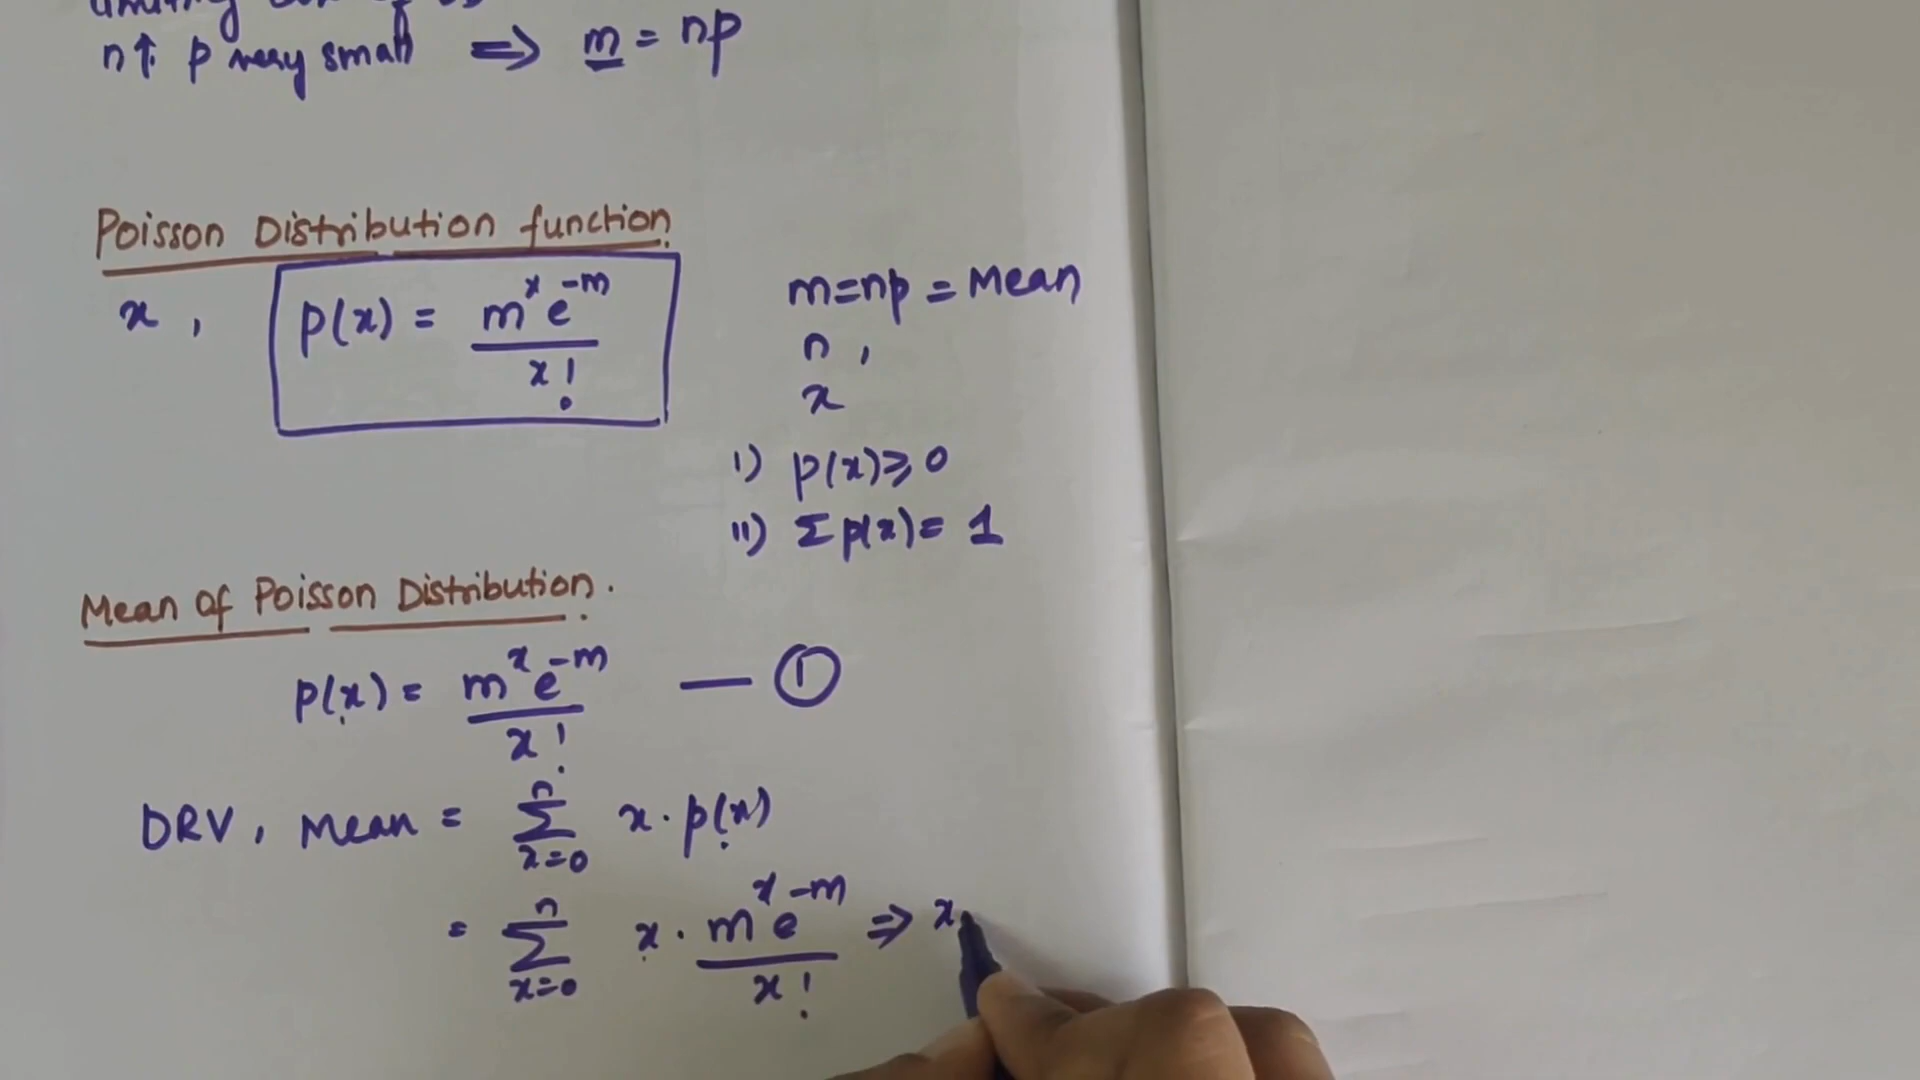 n↑ p very small ⇒ m = np
Poisson Distribution function
x , p(x) = m^x e^-m / x!
m=np = Mean
n ,
x
i) p(x)⩾0
ii) Σp(x)= 1
Mean of Poisson Distribution.
p(x) = m^x e^-m / x! — ①
DRV, Mean = Σ_{x=0}^{n} x · p(x)
= Σ_{x=0}^{n} x · m^x e^-m / x! ⇒ x